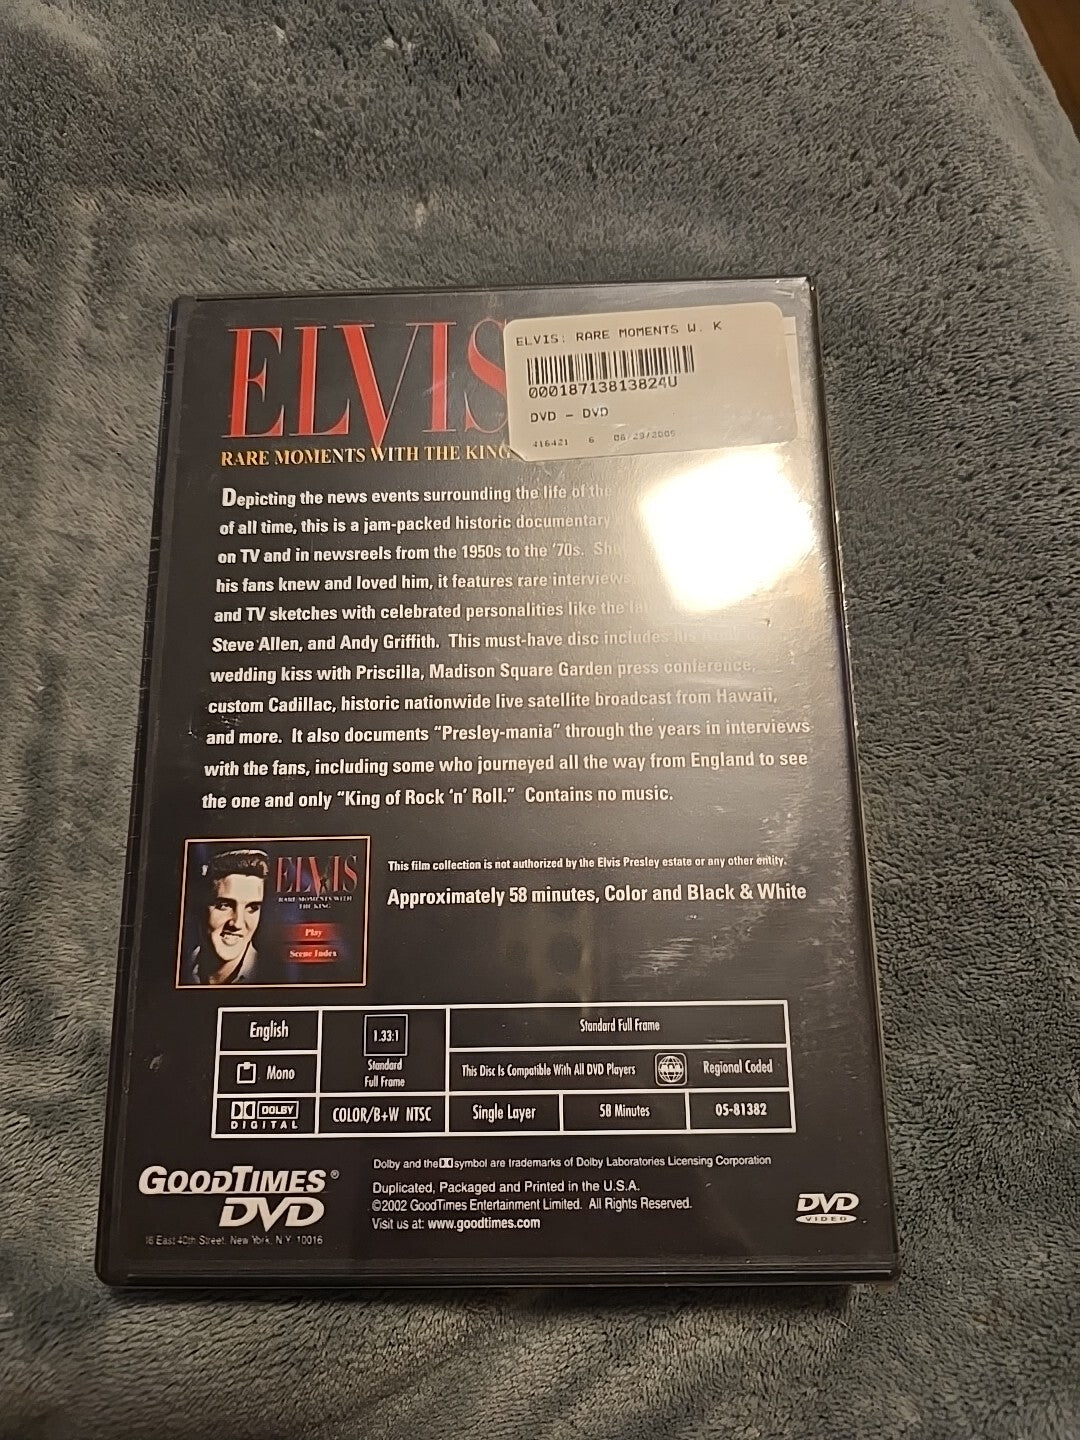 ELVIS
ELVIS: RARE MOMENTS W. K
000187138138 24U
DVD - DVD
416421 6 06/29/2005
RARE MOMENTS WITH THE KING
Depicting the news events surrounding the life of the
of all time, this is a jam-packed historic documentary
on TV and in newsreels from the 1950s to the '70s.
his fans knew and loved him, it features rare interviews
and TV sketches with celebrated personalities like the
Steve Allen, and Andy Griffith. This must-have disc includes his
wedding kiss with Priscilla, Madison Square Garden press conference,
custom Cadillac, historic nationwide live satellite broadcast from Hawaii,
and more. It also documents "Presley-mania" through the years in interviews
with the fans, including some who journeyed all the way from England to see
the one and only "King of Rock 'n' Roll." Contains no music.
ELVIS
RARE MOMENTS WITH
THE KING
Play
Scene Index
This film collection is not authorized by the Elvis Presley estate or any other entity.
Approximately 58 minutes, Color and Black & White
English
Mono
DOLBY
DIGITAL
1.33:1
Standard
Full Frame
COLOR/B+W NTSC
Standard Full Frame
This Disc Is Compatible With All DVD Players
ALL
Regional Coded
Single Layer
58 Minutes
05-81382
GOODTIMES®
DVD
16 East 40th Street, New York, N.Y. 10016
Dolby and the symbol are trademarks of Dolby Laboratories Licensing Corporation
Duplicated, Packaged and Printed in the U.S.A.
©2002 GoodTimes Entertainment Limited. All Rights Reserved.
Visit us at: www.goodtimes.com
DVD
VIDEO